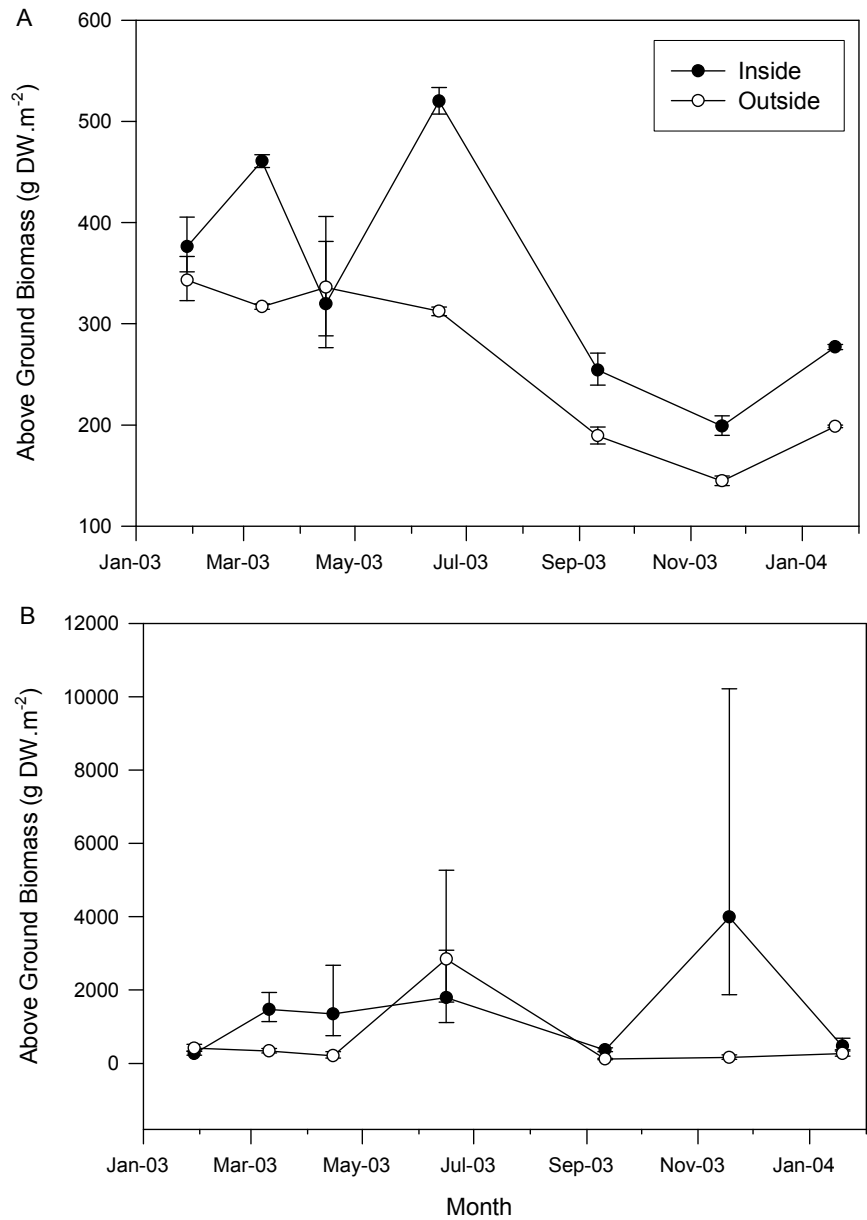 A
600
500
400
300
200
100
Above Ground Biomass (g DW.m-2)
Inside
Outside
Jan-03 Mar-03 May-03 Jul-03 Sep-03 Nov-03 Jan-04
B
12000
10000
8000
6000
4000
2000
0
Above Ground Biomass (g DW.m-2)
Jan-03 Mar-03 May-03 Jul-03 Sep-03 Nov-03 Jan-04
Month